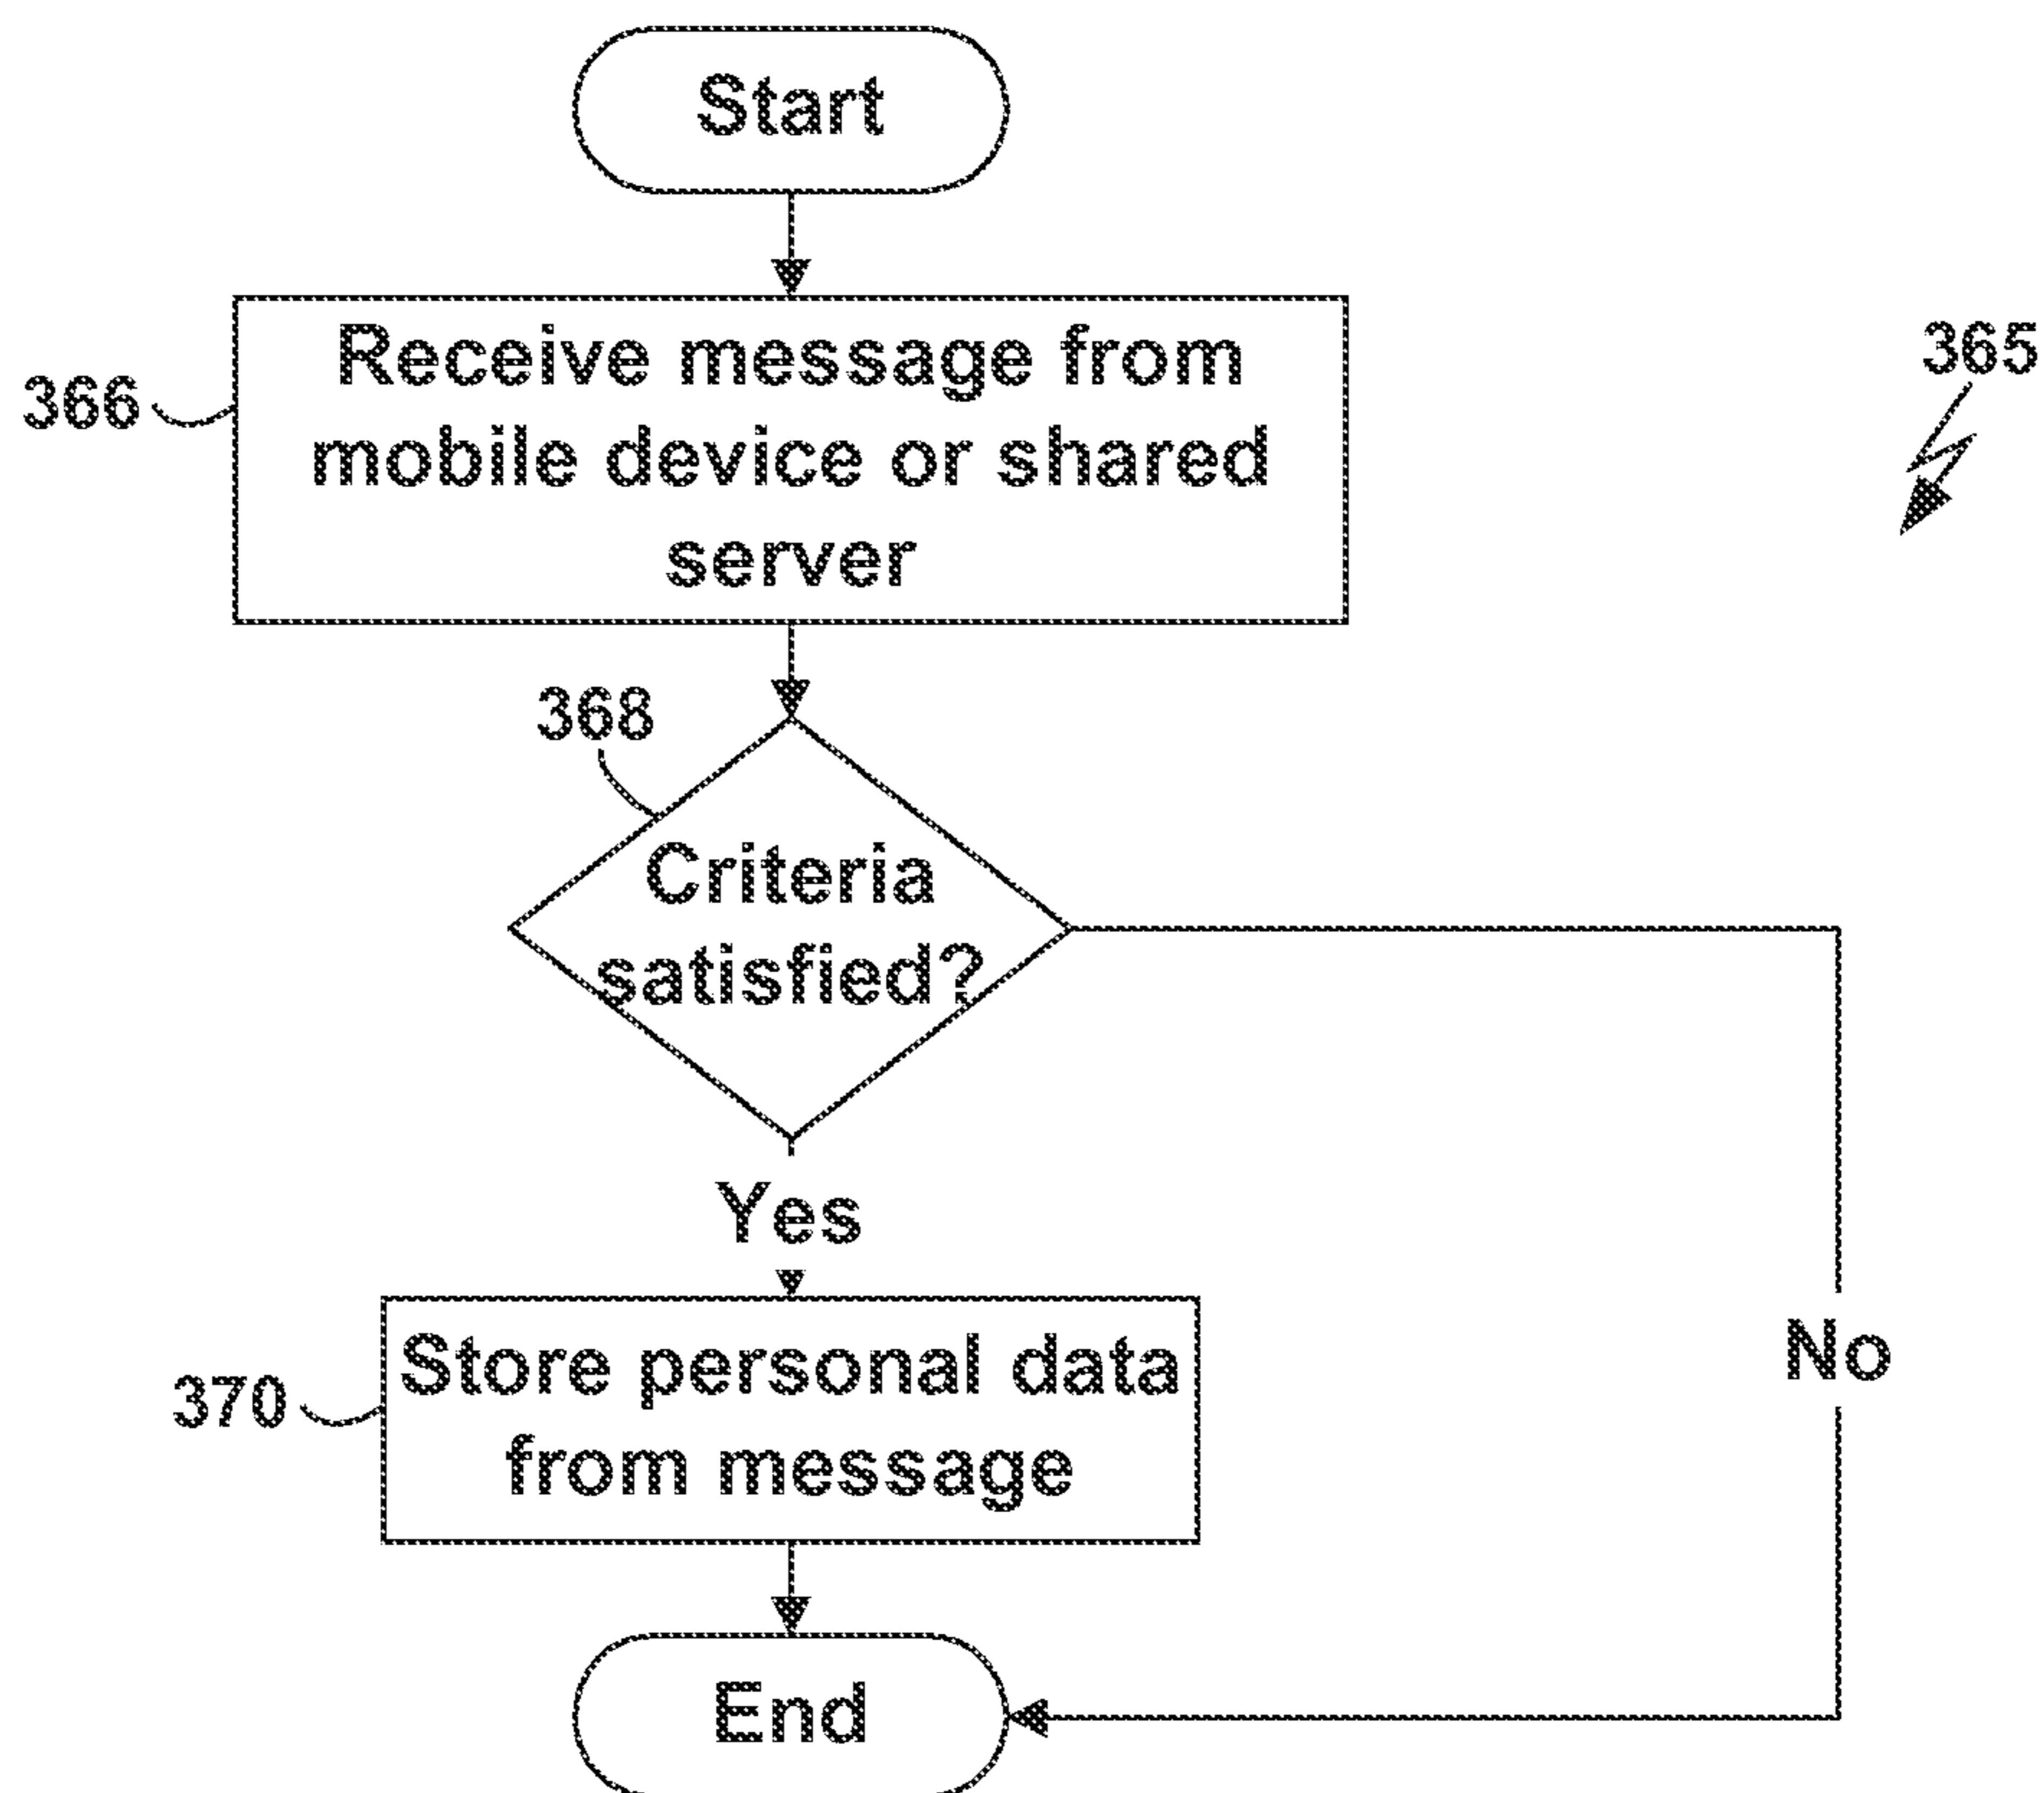 Start
Receive message from
mobile device or shared
server
366
365
368
Criteria
satisfied?
Yes
No
370
Store personal data
from message
End